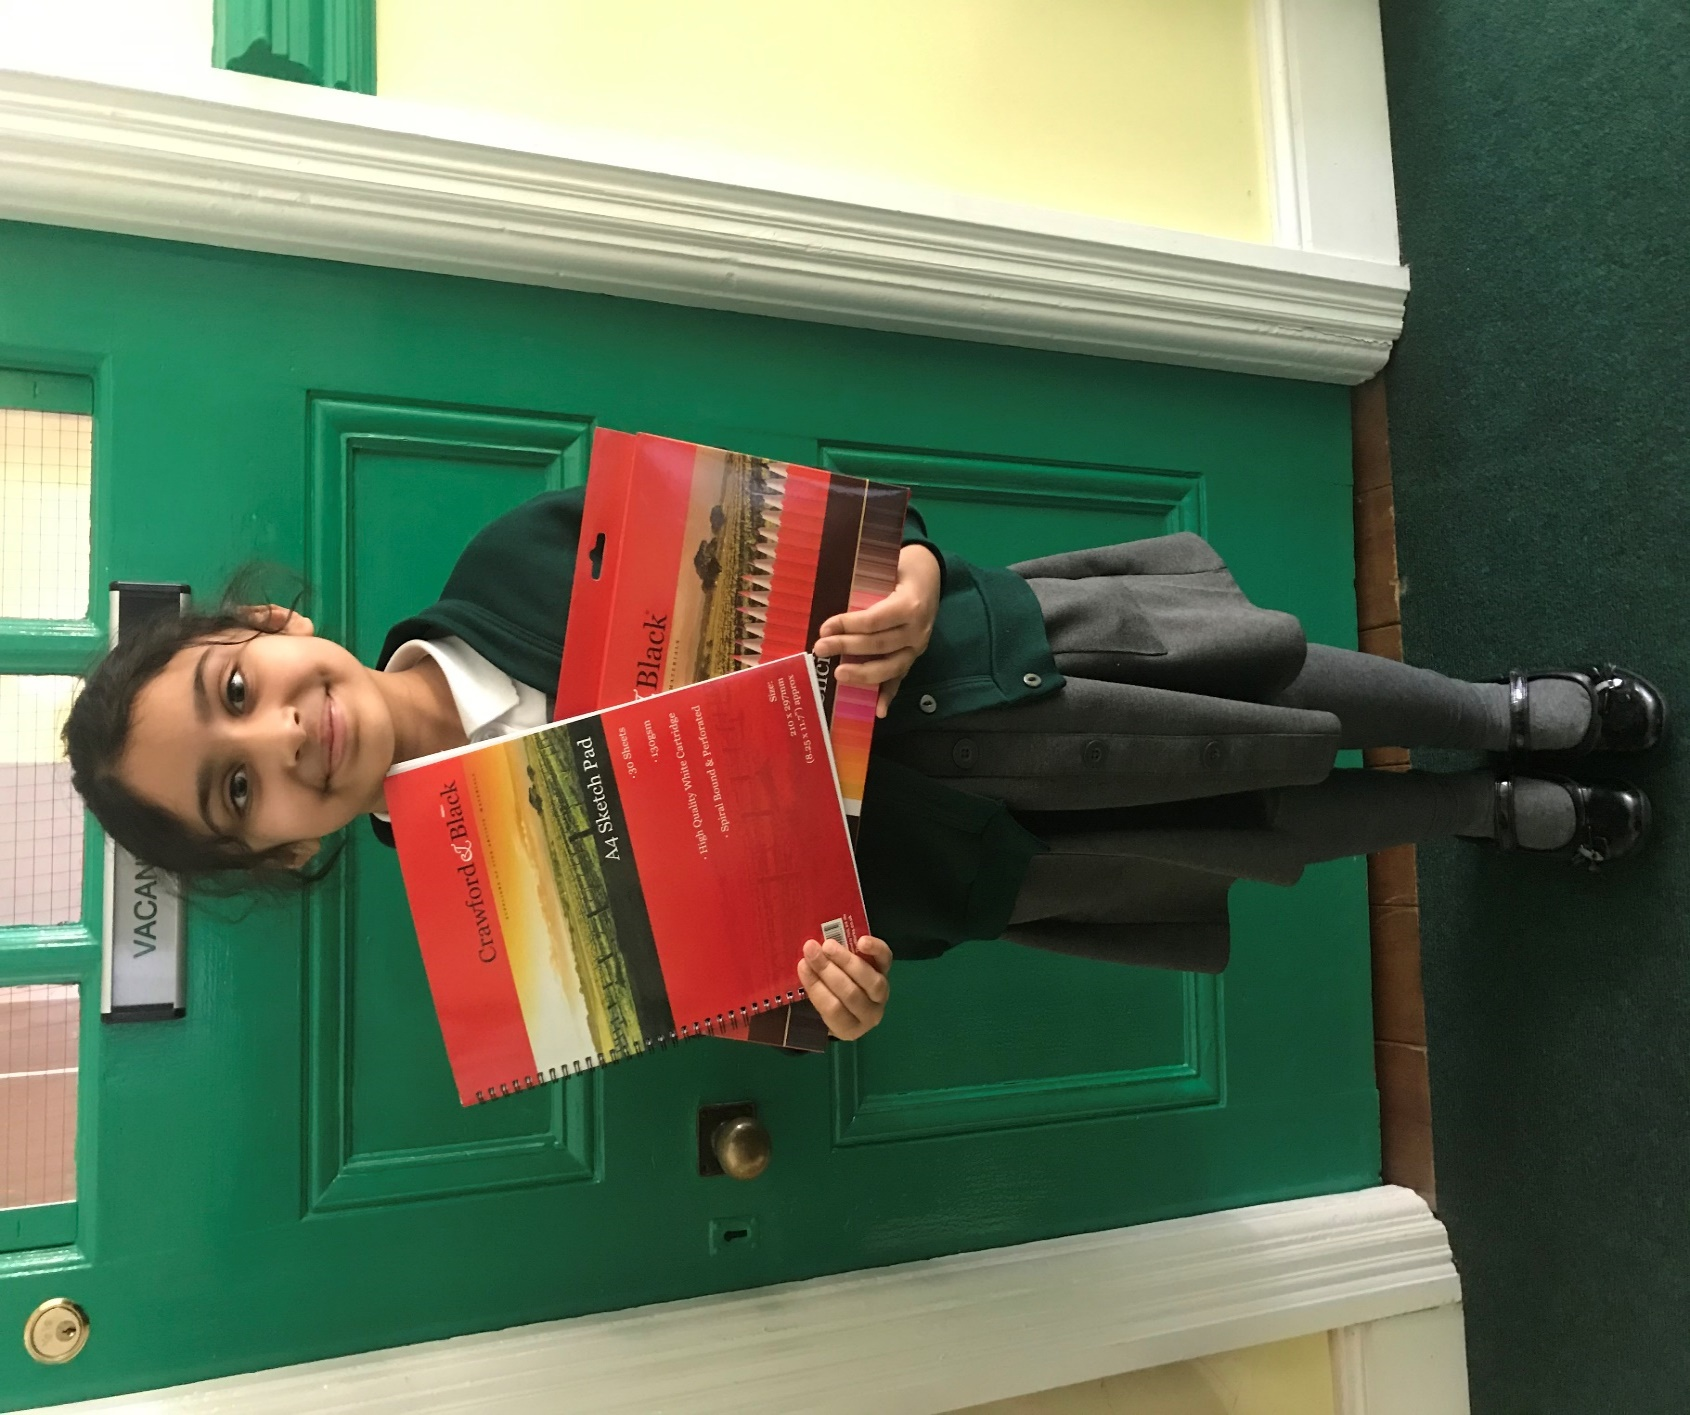 VACAN
Crawford & Black
A4 Sketch Pad
· 30 Sheets
· 130gsm
· High Quality White Cartridge
· Spiral Bound & Perforated
Size:
210 x 297mm
(8.25 x 11.7") approx
Black